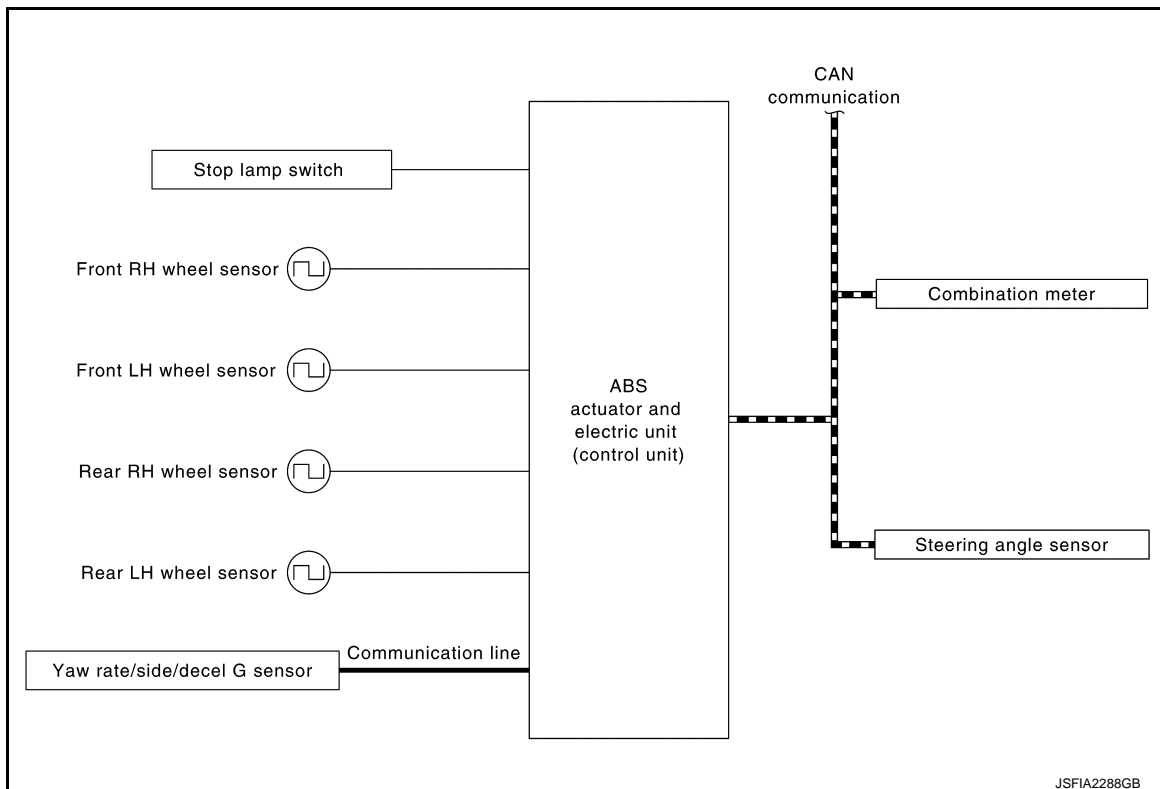 CAN
communication
Stop lamp switch
Front RH wheel sensor
Combination meter
Front LH wheel sensor
ABS
actuator and
electric unit
(control unit)
Rear RH wheel sensor
Steering angle sensor
Rear LH wheel sensor
Communication line
Yaw rate/side/decel G sensor
JSFIA2288GB